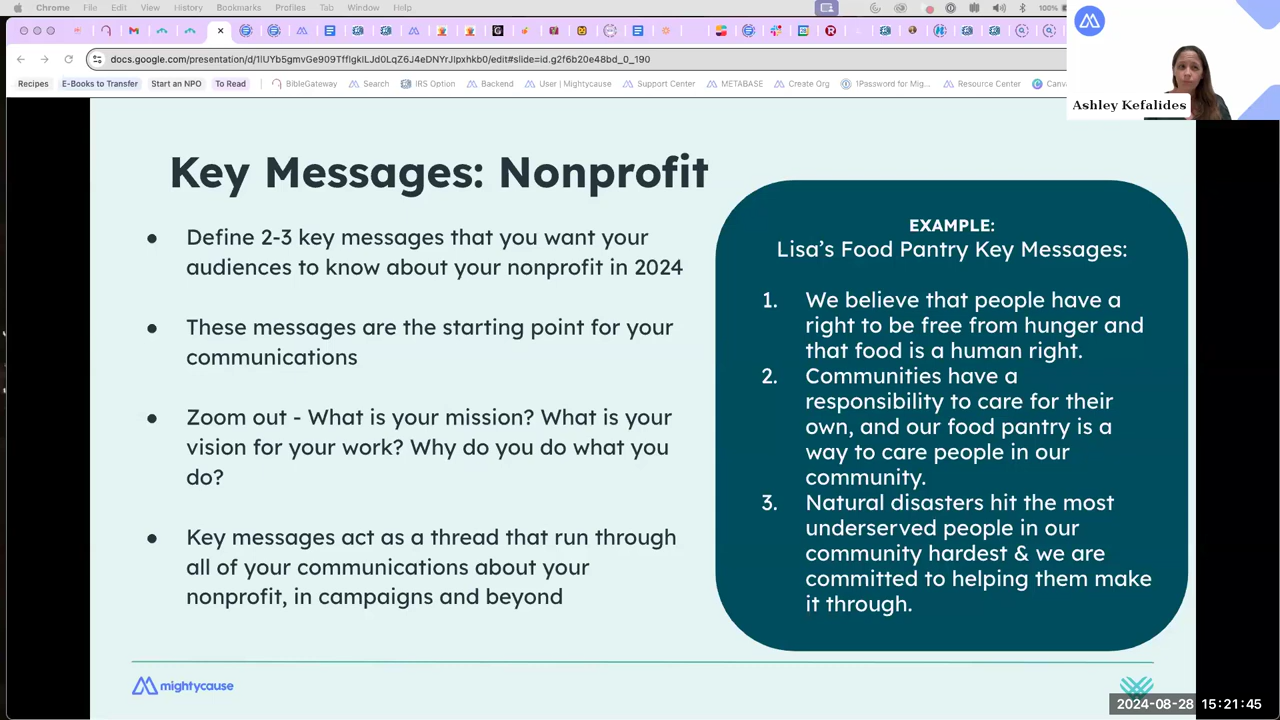 Chrome File Edit View History Bookmarks Profiles Tab Window Help
100%
docs.google.com/presentation/d/
/edit#slide=id.g2f6b20e48bd_0_190
Recipes E-Books to Transfer Start an NPO To Read BibleGateway Search IRS Option Backend User | Mightycause Support Center METABASE Create Org 1Password for Mig... Resource Center Canv
Ashley Kefalides
Key Messages: Nonprofit
● Define 2-3 key messages that you want your
audiences to know about your nonprofit in 2024
● These messages are the starting point for your
communications
● Zoom out - What is your mission? What is your
vision for your work? Why do you do what you
do?
● Key messages act as a thread that run through
all of your communications about your
nonprofit, in campaigns and beyond
EXAMPLE:
Lisa's Food Pantry Key Messages:
1. We believe that people have a
right to be free from hunger and
that food is a human right.
2. Communities have a
responsibility to care for their
own, and our food pantry is a
way to care people in our
community.
3. Natural disasters hit the most
underserved people in our
community hardest & we are
committed to helping them make
it through.
mightycause
2024-08-28 15:21:45